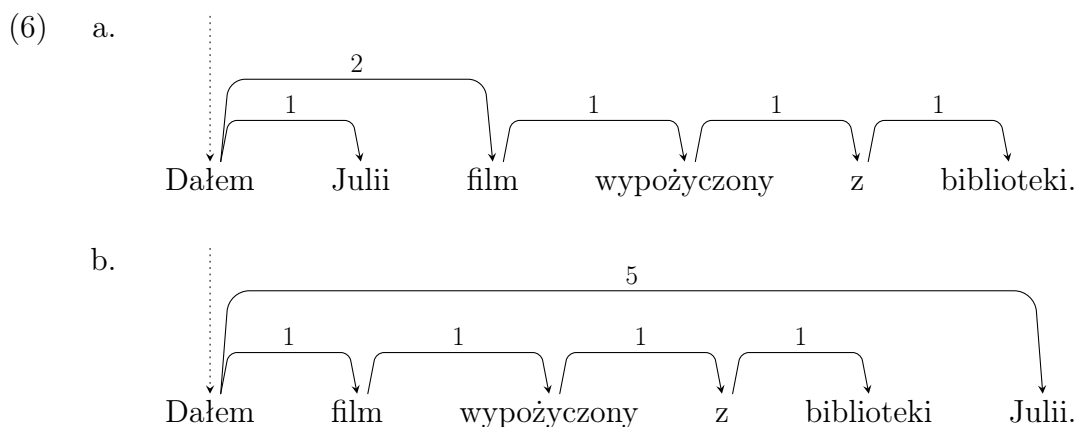 (6) a.
2
1 1 1 1
Dałem Julii film wypożyczony z biblioteki.
b.
5
1 1 1 1
Dałem film wypożyczony z biblioteki Julii.